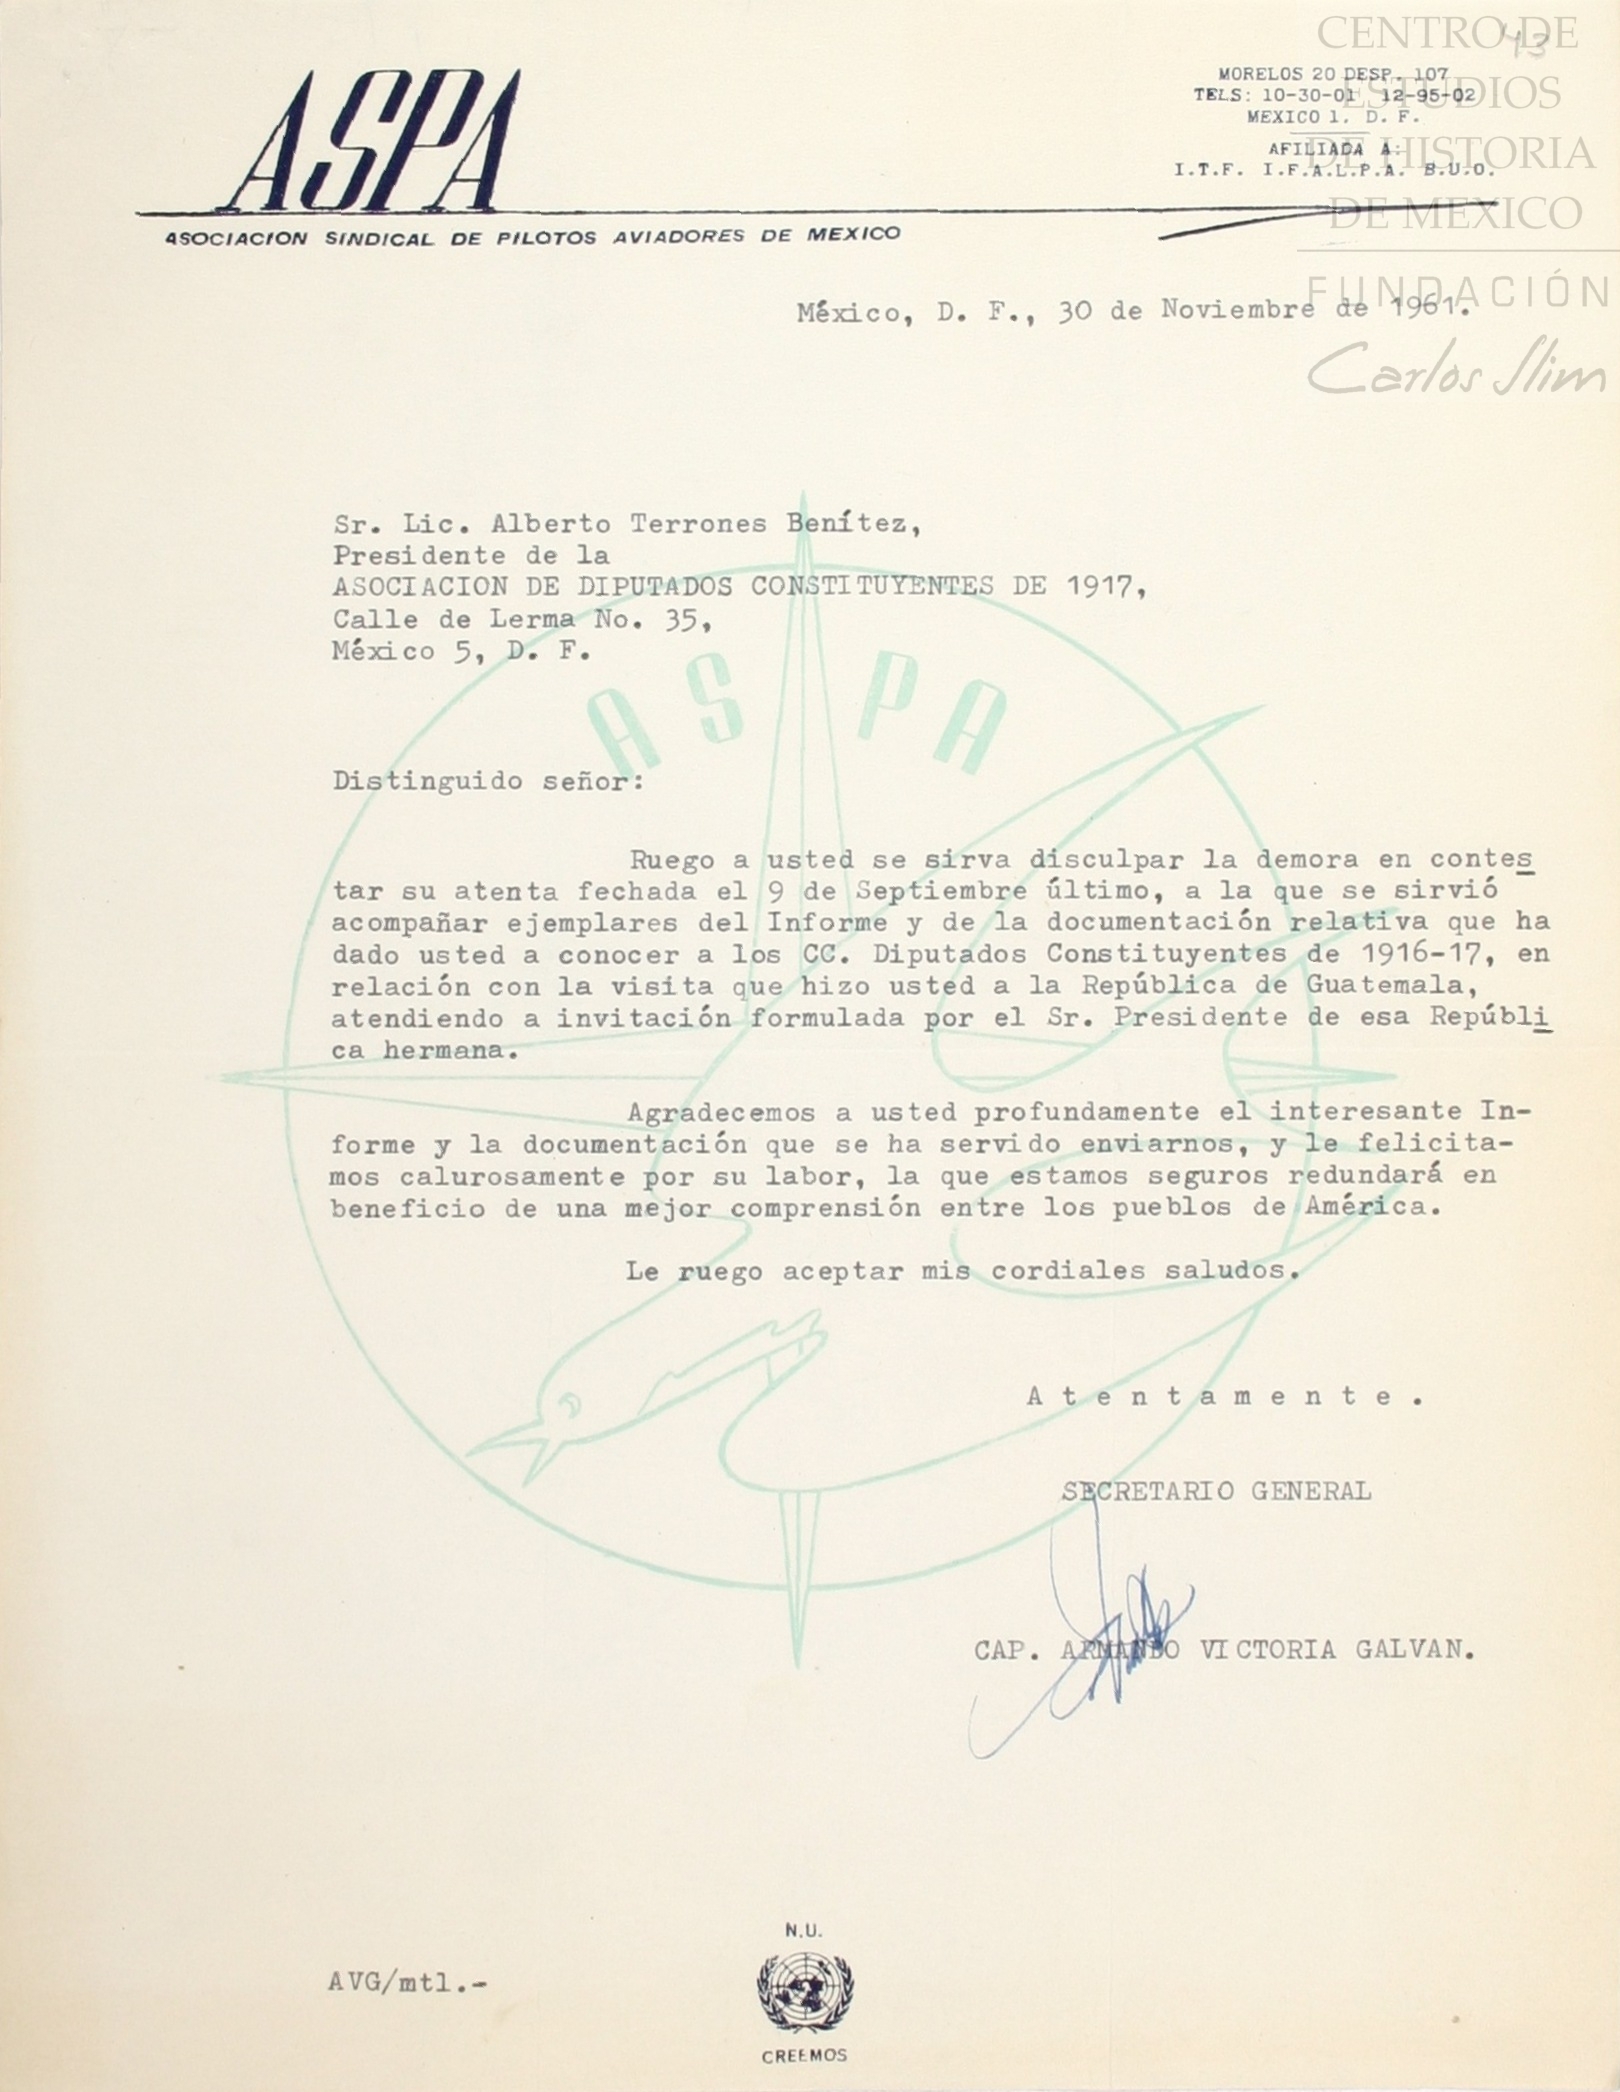 CENTRO DE
ESTUDIOS
DE HISTORIA
DE MEXICO
FUNDACIÓN
Carlos Slim
43
ASPA
ASOCIACION SINDICAL DE PILOTOS AVIADORES DE MEXICO
MORELOS 20 DESP. 107
TELS: 10-30-01 12-95-02
MEXICO 1. D. F.
AFILIADA A:
I.T.F. I.F.A.L.P.A. B.U.O.
México, D. F., 30 de Noviembre de 1961.
Sr. Lic. Alberto Terrones Benítez,
Presidente de la
ASOCIACION DE DIPUTADOS CONSTITUYENTES DE 1917,
Calle de Lerma No. 35,
México 5, D. F.
ASPA
Distinguido señor:
Ruego a usted se sirva disculpar la demora en contes
tar su atenta fechada el 9 de Septiembre último, a la que se sirvió
acompañar ejemplares del Informe y de la documentación relativa que ha
dado usted a conocer a los CC. Diputados Constituyentes de 1916-17, en
relación con la visita que hizo usted a la República de Guatemala,
atendiendo a invitación formulada por el Sr. Presidente de esa Repúbli
ca hermana.
Agradecemos a usted profundamente el interesante In-
forme y la documentación que se ha servido enviarnos, y le felicita-
mos calurosamente por su labor, la que estamos seguros redundará en
beneficio de una mejor comprensión entre los pueblos de América.
Le ruego aceptar mis cordiales saludos.
A t e n t a m e n t e .
SECRETARIO GENERAL
CAP. ARMANDO VICTORIA GALVAN.
AVG/mtl.-
N.U.
CREEMOS